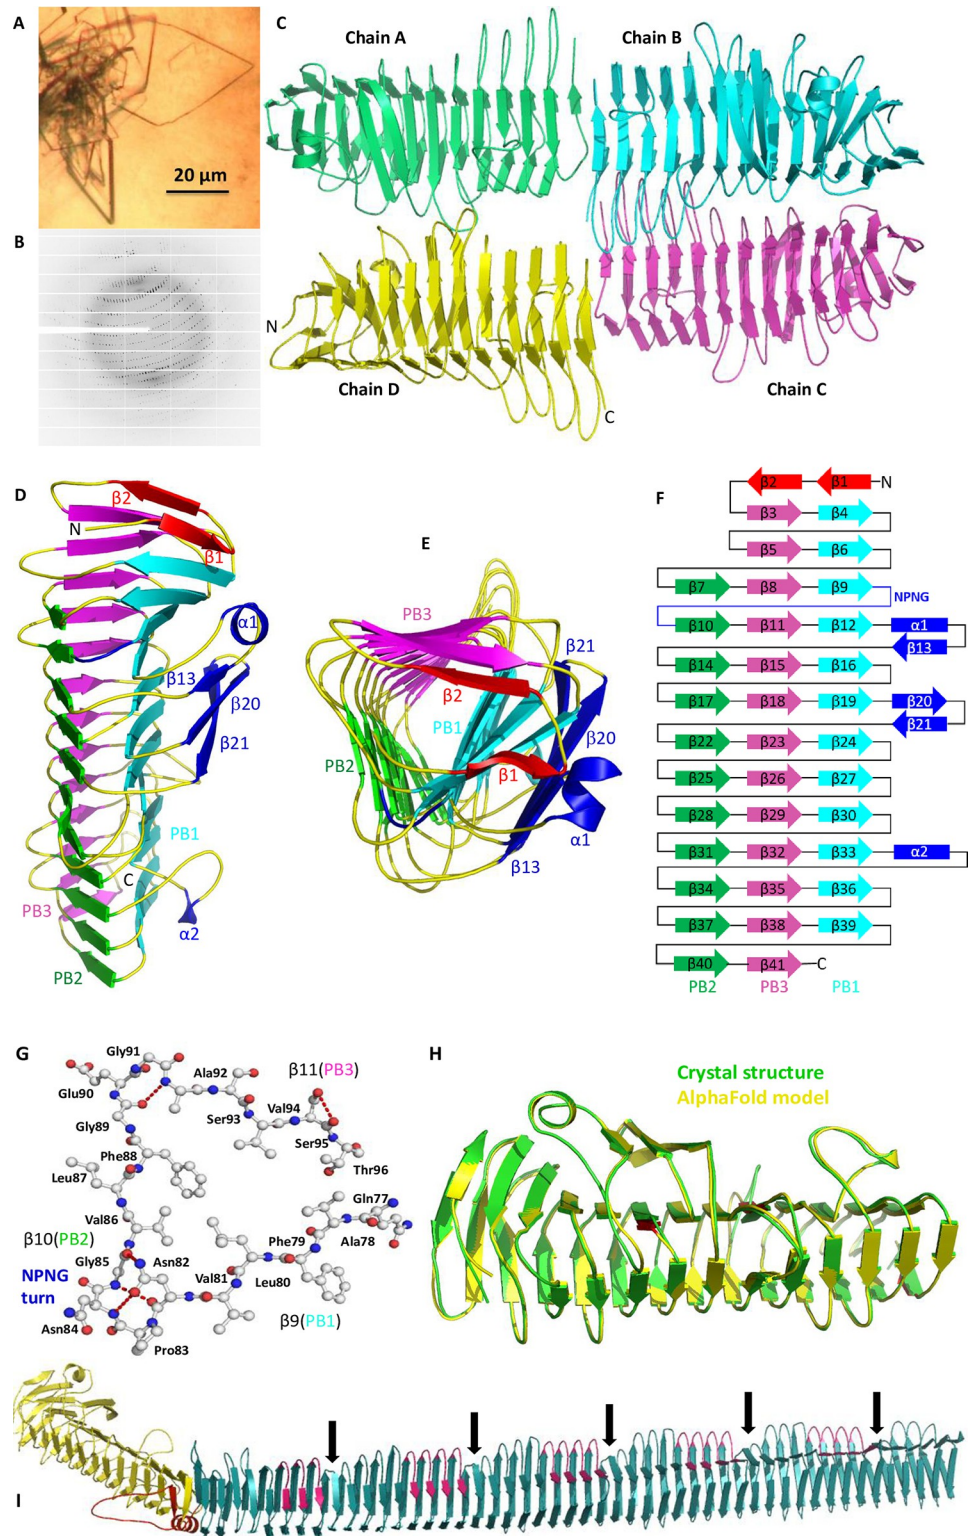 A
20 µm
B
C
Chain A
Chain B
N
Chain D
C
Chain C
D
β2
N
β1
α1
β13
β20
β21
PB1
C
PB3
α2
PB2
E
PB3
β21
β2
PB1
β20
PB2
β1
α1
β13
F
β2 β1 N
β3 β4
β5 β6
β7 β8 β9
NPNG
β10 β11 β12 α1
β13
β14 β15 β16
β17 β18 β19 β20
β21
β22 β23 β24
β25 β26 β27
β28 β29 β30
β31 β32 β33 α2
β34 β35 β36
β37 β38 β39
β40 β41 C
PB2 PB3 PB1
G
Gly91
Ala92
β11(PB3)
Glu90
Val94
Ser93
Gly89
Ser95
Phe88
Thr96
Leu87
Gln77
Val86
Phe79
Ala78
β10(PB2)
Gly85
Asn82
Val81
Leu80
NPNG
turn
β9(PB1)
Asn84
Pro83
H
Crystal structure
AlphaFold model
I